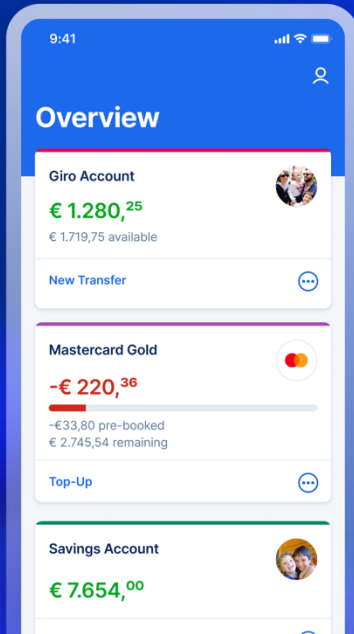 9:41
Overview
Giro Account
€ 1.280,25
€ 1.719,75 available
New Transfer
Mastercard Gold
-€ 220,36
-€33,80 pre-booked
€ 2.745,54 remaining
Top-Up
Savings Account
€ 7.654,00